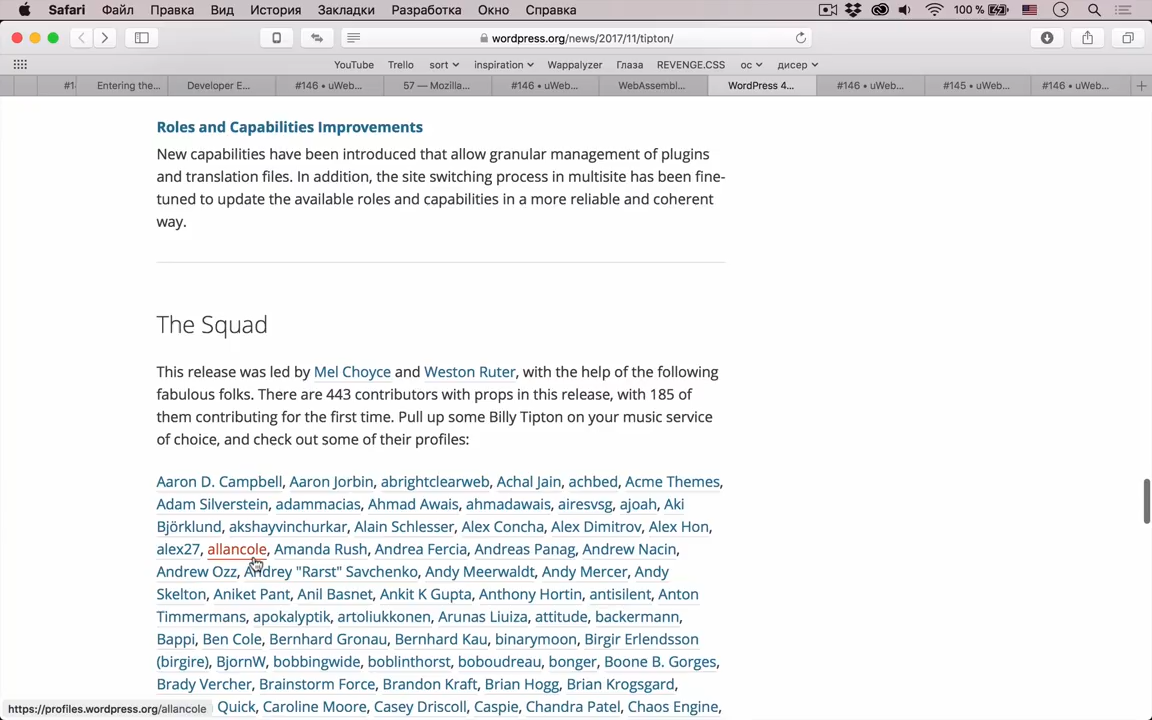 Safari Файл Правка Вид История Закладки Разработка Окно Справка 100 %
wordpress.org/news/2017/11/tipton/
YouTube Trello sort inspiration Wappalyzer Глаза REVENGE.CSS ос дисер
#1 Entering the... Developer E... #146 • uWeb... 57 — Mozilla... #146 • uWeb... WebAssembl... WordPress 4... #146 • uWeb... #145 • uWeb... #146 • uWeb...
Roles and Capabilities Improvements
New capabilities have been introduced that allow granular management of plugins
and translation files. In addition, the site switching process in multisite has been fine-
tuned to update the available roles and capabilities in a more reliable and coherent
way.
The Squad
This release was led by Mel Choyce and Weston Ruter, with the help of the following
fabulous folks. There are 443 contributors with props in this release, with 185 of
them contributing for the first time. Pull up some Billy Tipton on your music service
of choice, and check out some of their profiles:
Aaron D. Campbell, Aaron Jorbin, abrightclearweb, Achal Jain, achbed, Acme Themes,
Adam Silverstein, adammacias, Ahmad Awais, ahmadawais, airesvsg, ajoah, Aki
Björklund, akshayvinchurkar, Alain Schlesser, Alex Concha, Alex Dimitrov, Alex Hon,
alex27, allancole, Amanda Rush, Andrea Fercia, Andreas Panag, Andrew Nacin,
Andrew Ozz, Andrey "Rarst" Savchenko, Andy Meerwaldt, Andy Mercer, Andy
Skelton, Aniket Pant, Anil Basnet, Ankit K Gupta, Anthony Hortin, antisilent, Anton
Timmermans, apokalyptik, artoliukkonen, Arunas Liuiza, attitude, backermann,
Bappi, Ben Cole, Bernhard Gronau, Bernhard Kau, binarymoon, Birgir Erlendsson
(birgire), BjornW, bobbingwide, boblinthorst, boboudreau, bonger, Boone B. Gorges,
Brady Vercher, Brainstorm Force, Brandon Kraft, Brian Hogg, Brian Krogsgard,
https://profiles.wordpress.org/allancole Quick, Caroline Moore, Casey Driscoll, Caspie, Chandra Patel, Chaos Engine,